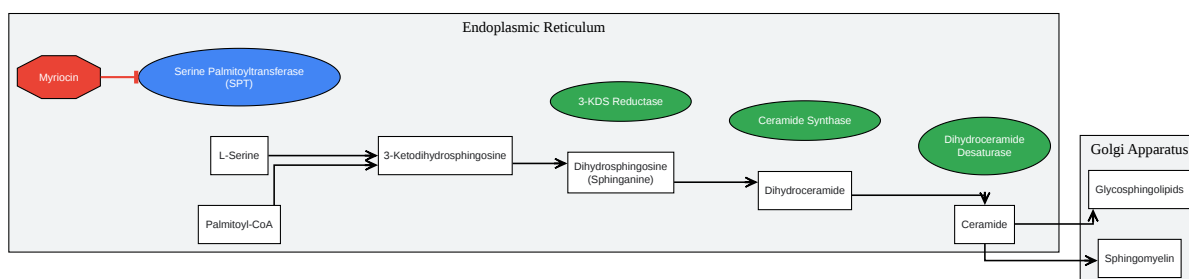 Endoplasmic Reticulum
Myriocin
Serine Palmitoyltransferase
(SPT)
3-KDS Reductase
Ceramide Synthase
Dihydroceramide
Desaturase
L-Serine
3-Ketodihydrosphingosine
Dihydrosphingosine
(Sphinganine)
Dihydroceramide
Palmitoyl-CoA
Ceramide
Golgi Apparatus
Glycosphingolipids
Sphingomyelin